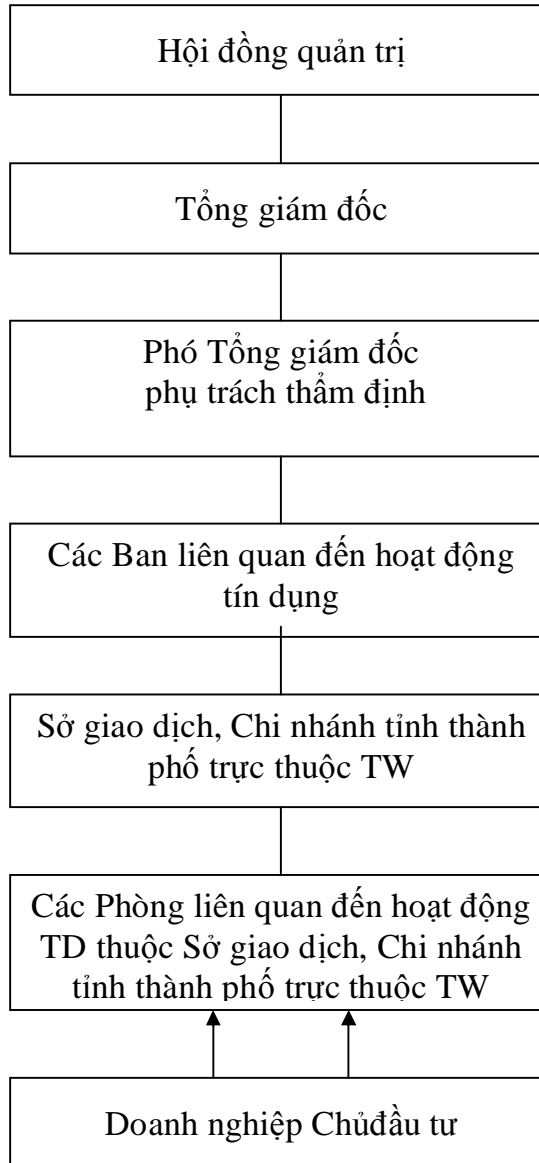 Hội đồng quản trị
Tổng giám đốc
Phó Tổng giám đốc
phụ trách thẩm định
Các Ban liên quan đến hoạt động
tín dụng
Sở giao dịch, Chi nhánh tỉnh thành
phố trực thuộc TW
Các Phòng liên quan đến hoạt động
TD thuộc Sở giao dịch, Chi nhánh
tỉnh thành phố trực thuộc TW
Doanh nghiệp Chủđầu tư